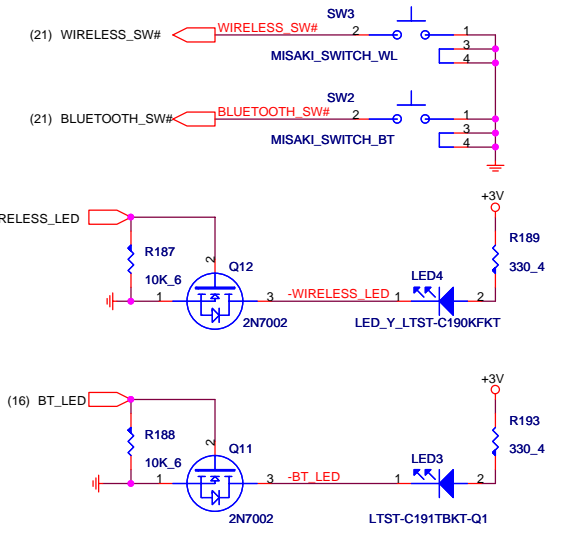 SW3
(21) WIRELESS_SW# WIRELESS_SW# 2 1
3
MISAKI_SWITCH_WL 4
SW2
(21) BLUETOOTH_SW# BLUETOOTH_SW# 2 1
3
MISAKI_SWITCH_BT 4
+3V
RELESS_LED
R187 R189
10K_6 2 Q12 LED4 330_4
1 3 -WIRELESS_LED 1 2
2N7002 LED_Y_LTST-C190KFKT
+3V
(16) BT_LED
R188 R193
10K_6 2 Q11 LED3 330_4
1 3 -BT_LED 1 2
2N7002 LTST-C191TBKT-Q1